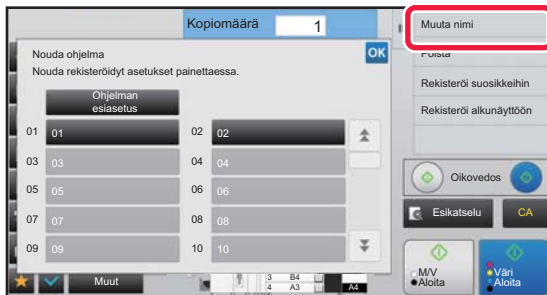 Kopiomäärä 1
Muuta nimi
Nouda ohjelma
OK
Poista
Nouda rekisteröidyt asetukset painettaessa.
Rekisteröi suosikkeihin
Ohjelman
esiasetus
Rekisteröi alkunäyttöön
01 01 02 02
03 03 04 04
05 05 06 06
Oikovedos
07 07 08 08
Esikatselu CA
09 09 10 10
M/V
Aloita
Väri
Aloita
Muut
3 B4
4 A3
A4